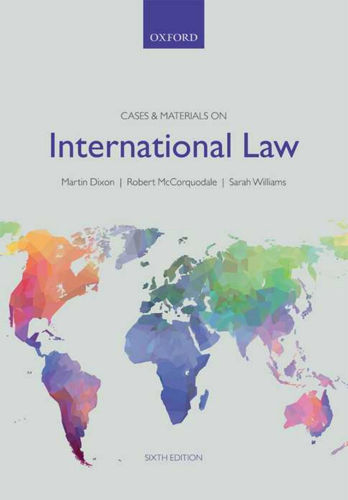 OXFORD
CASES & MATERIALS ON
International Law
Martin Dixon | Robert McCorquodale | Sarah Williams
SIXTH EDITION